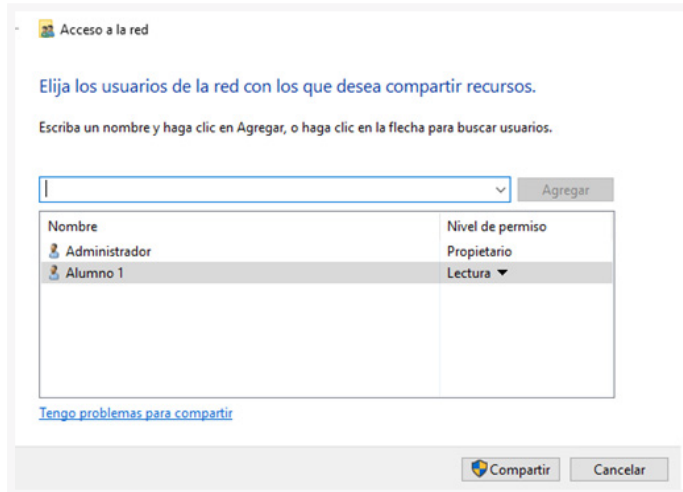 Acceso a la red
Elija los usuarios de la red con los que desea compartir recursos.
Escriba un nombre y haga clic en Agregar, o haga clic en la flecha para buscar usuarios.
Agregar
Nombre Nivel de permiso
Administrador Propietario
Alumno 1 Lectura
Tengo problemas para compartir
Compartir Cancelar